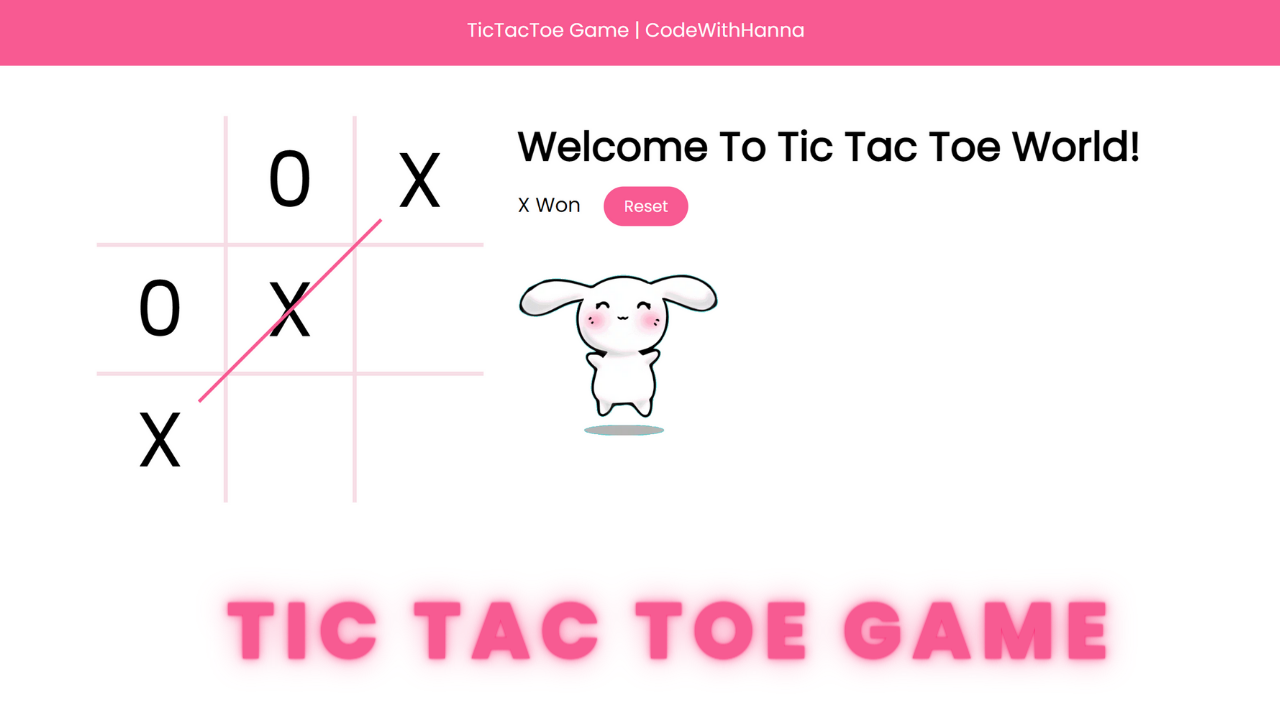 TicTacToe Game | CodeWithHanna
0 X
0 X
X
Welcome To Tic Tac Toe World!
X Won Reset
TIC TAC TOE GAME